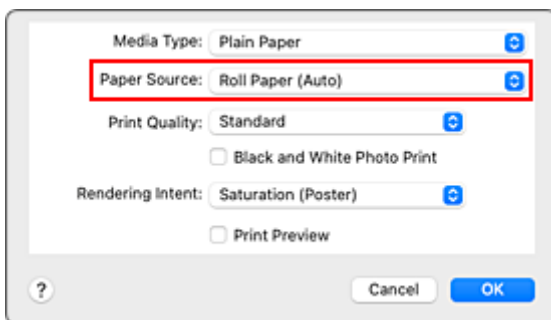 Media Type: Plain Paper
Paper Source: Roll Paper (Auto)
Print Quality: Standard
Black and White Photo Print
Rendering Intent: Saturation (Poster)
Print Preview
? Cancel OK